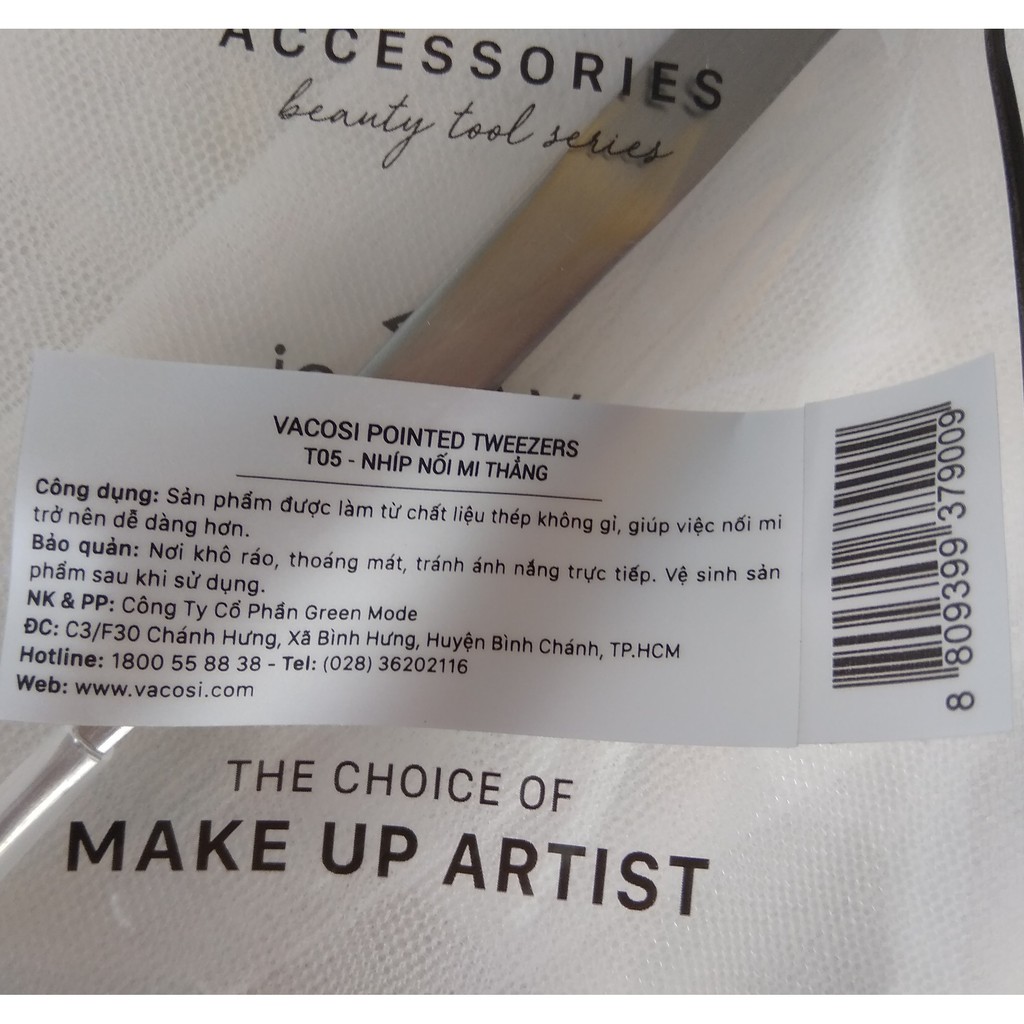 ACCESSORIES
beauty tool series
VACOSI POINTED TWEEZERS
T05 - NHÍP NỐI MI THẲNG
Công dụng: Sản phẩm được làm từ chất liệu thép không gỉ, giúp việc nối mi
trở nên dễ dàng hơn.
Bảo quản: Nơi khô ráo, thoáng mát, tránh ánh nắng trực tiếp. Vệ sinh sản
phẩm sau khi sử dụng.
NK & PP: Công Ty Cổ Phần Green Mode
ĐC: C3/F30 Chánh Hưng, Xã Bình Hưng, Huyện Bình Chánh, TP.HCM
Hotline: 1800 55 88 38 - Tel: (028) 36202116
Web: www.vacosi.com
8 809399 379009
THE CHOICE OF
MAKE UP ARTIST